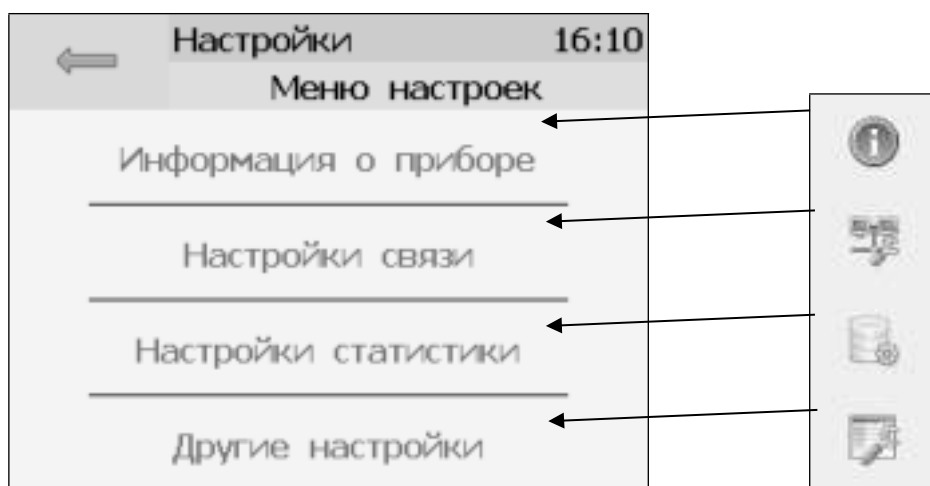 Настройки 16:10
Меню настроек
Информация о приборе
Настройки связи
Настройки статистики
Другие настройки